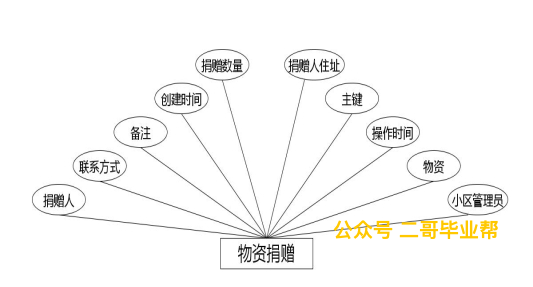 捐赠数量
捐赠人住址
创建时间
主键
备注
操作时间
联系方式
物资
捐赠人
小区管理员
公众号 二哥毕业帮
物资捐赠